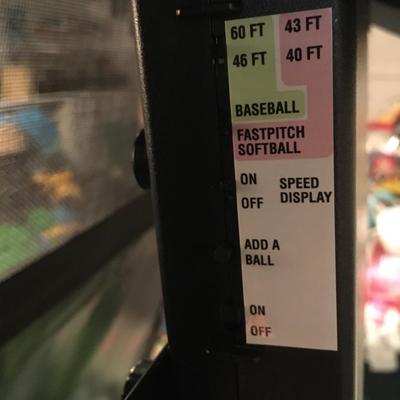 60 FT 43 FT
46 FT 40 FT
BASEBALL
FASTPITCH
SOFTBALL
ON SPEED
OFF DISPLAY
ADD A
BALL
ON
OFF